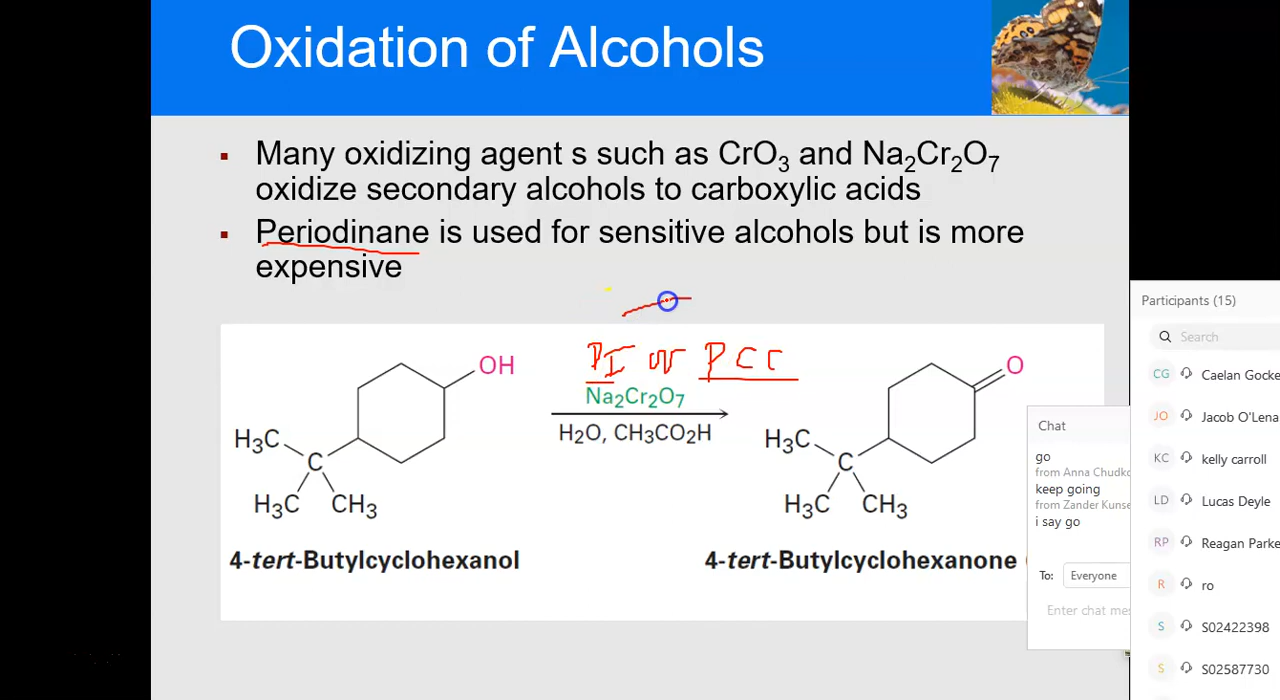 Oxidation of Alcohols
▪ Many oxidizing agent s such as CrO3 and Na2Cr2O7
oxidize secondary alcohols to carboxylic acids
▪ Periodinane is used for sensitive alcohols but is more
expensive
PI or PCC
OH
Na2Cr2O7
H2O, CH3CO2H
O
H3C
C
H3C CH3
H3C
C
H3C CH3
4-tert-Butylcyclohexanol
4-tert-Butylcyclohexanone (
Participants (15)
Search
CG Caelan Gocke
JO Jacob O'Lena
KC kelly carroll
LD Lucas Deyle
RP Reagan Parke
R ro
S S02422398
S S02587730
Chat
go
from Anna Chudko
keep going
from Zander Kunse
i say go
To: Everyone
Enter chat mes